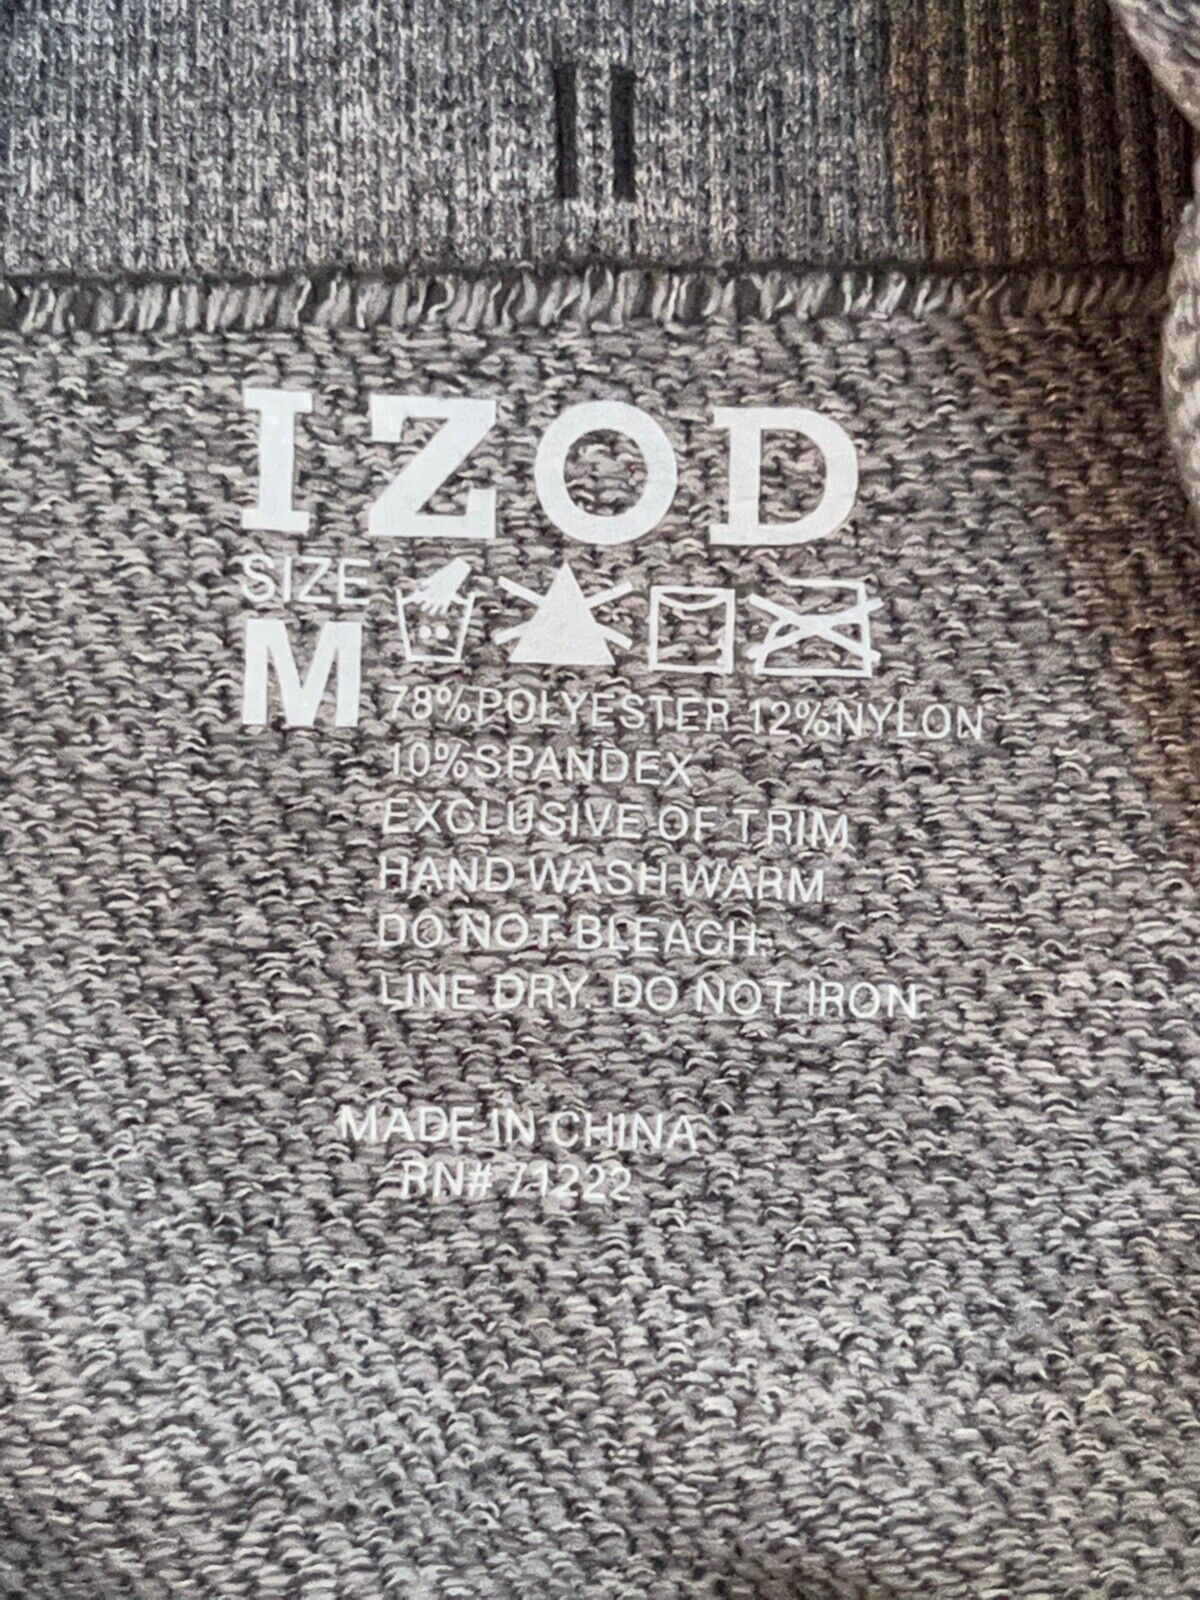 IZOD
SIZE
M
78%POLYESTER 12%NYLON
10%SPANDEX
EXCLUSIVE OF TRIM
HAND WASH WARM.
DO NOT BLEACH.
LINE DRY. DO NOT IRON.
MADE IN CHINA
RN# 71222